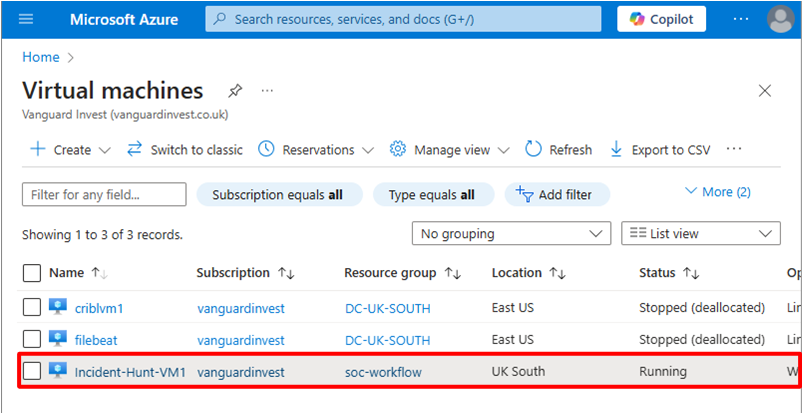 Microsoft Azure Search resources, services, and docs (G+/) Copilot ...
Home >
Virtual machines ...
Vanguard Invest (vanguardinvest.co.uk)
Create Switch to classic Reservations Manage view Refresh Export to CSV ...
Filter for any field... Subscription equals all Type equals all Add filter More (2)
Showing 1 to 3 of 3 records. No grouping List view
Name Subscription Resource group Location Status Op
criblvm1 vanguardinvest DC-UK-SOUTH East US Stopped (deallocated) Lin
filebeat vanguardinvest DC-UK-SOUTH East US Stopped (deallocated) Lin
Incident-Hunt-VM1 vanguardinvest soc-workflow UK South Running W